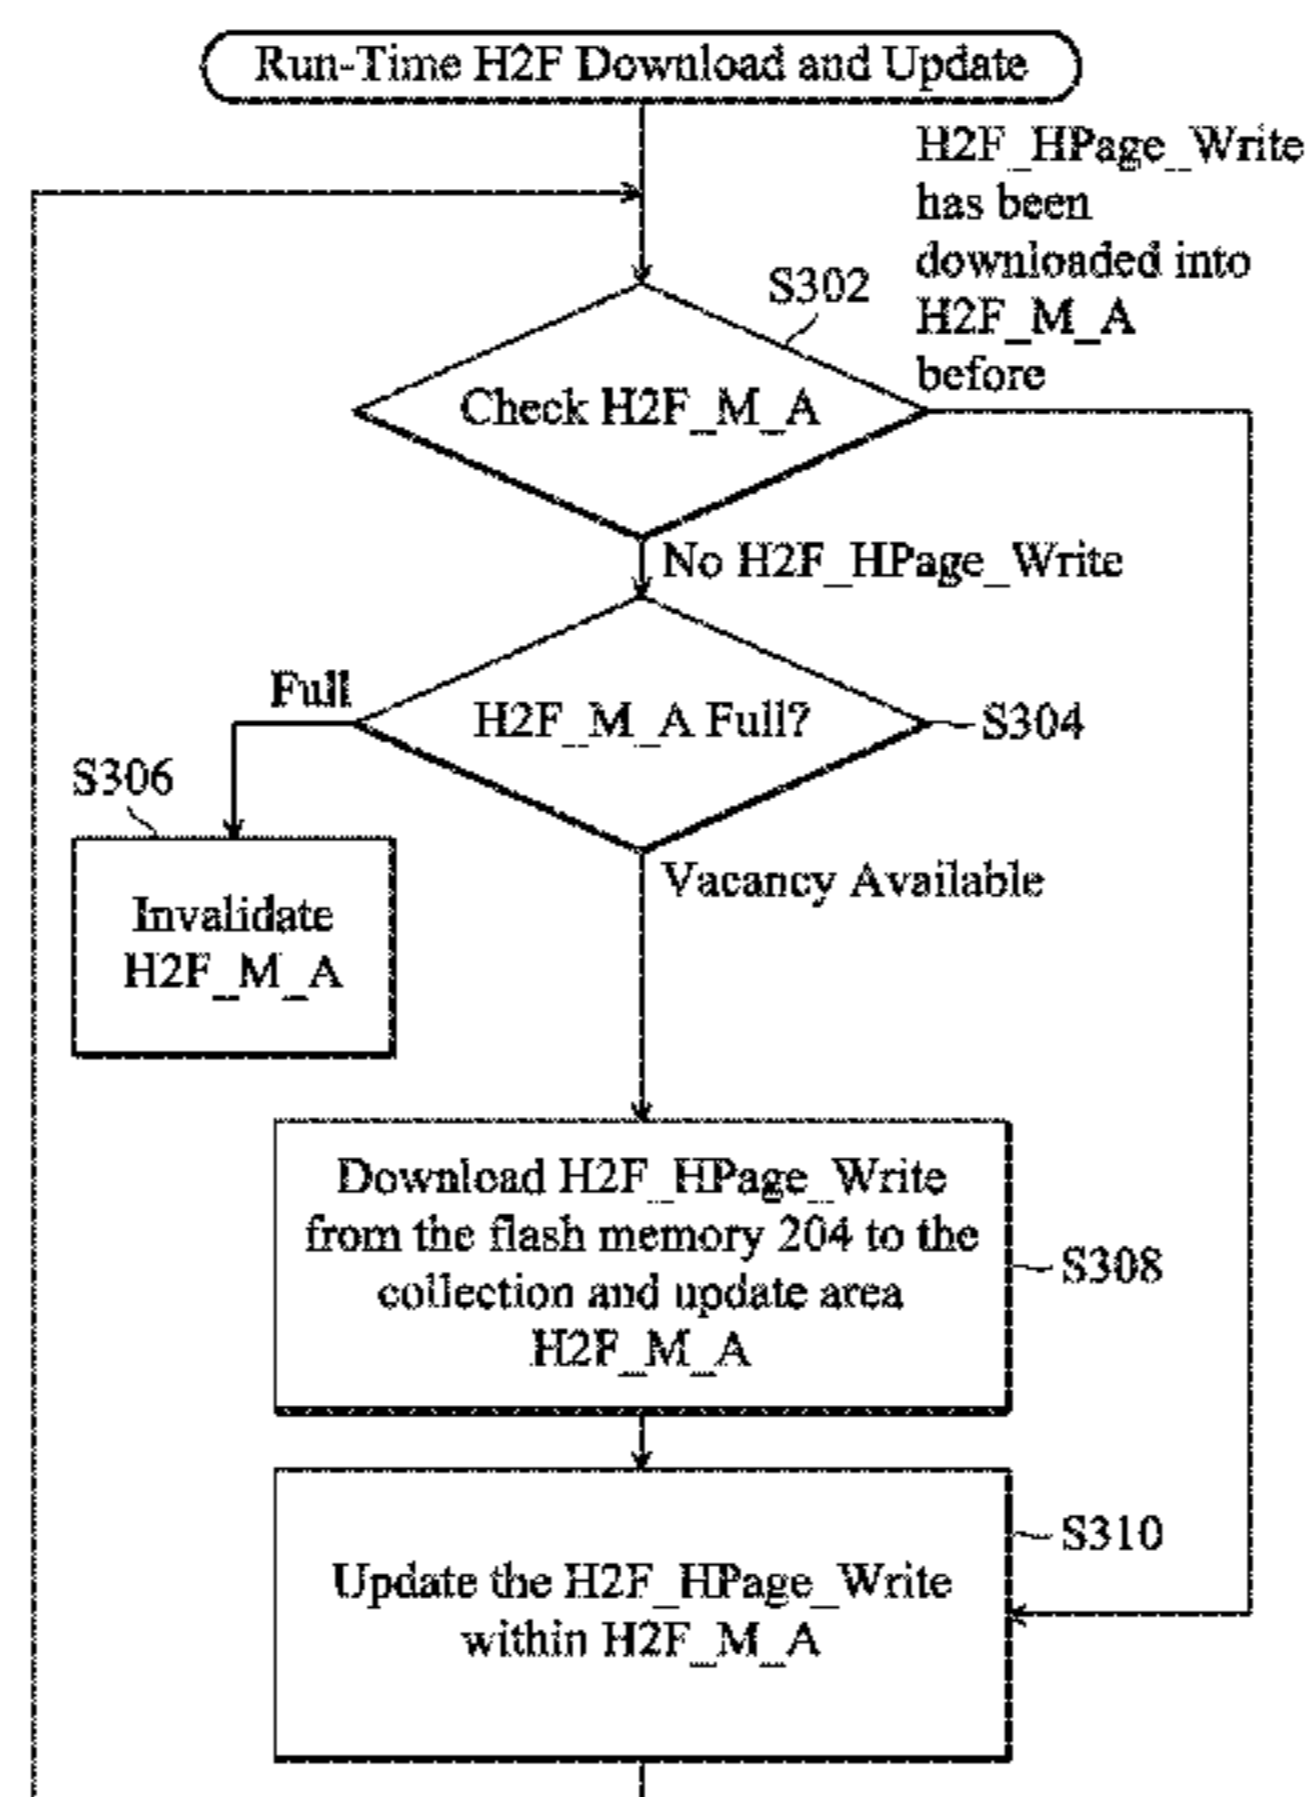 Run-Time H2F Download and Update
H2F_HPage_Write
has been
downloaded into
H2F_M_A
before
S302
Check H2F_M_A
No H2F_HPage_Write
Full
H2F_M_A Full?
S304
S306
Invalidate
H2F_M_A
Vacancy Available
Download H2F_HPage_Write
from the flash memory 204 to the
collection and update area
H2F_M_A
S308
S310
Update the H2F_HPage_Write
within H2F_M_A